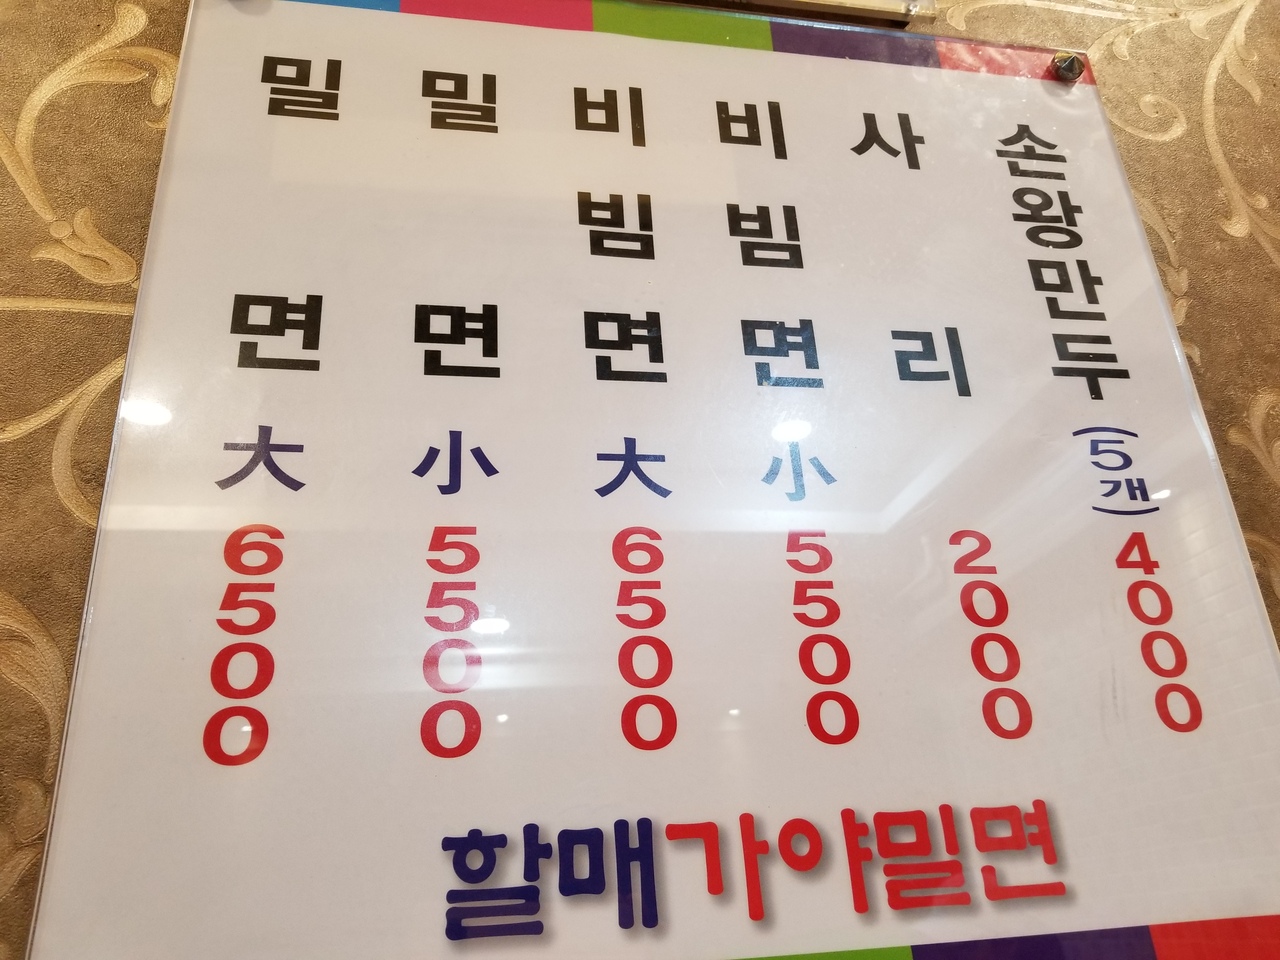 밀면 大 6500
밀면 小 5500
비빔면 大 6500
비빔면 小 5500
사리 2000
손왕만두 (5개) 4000
할매가야밀면